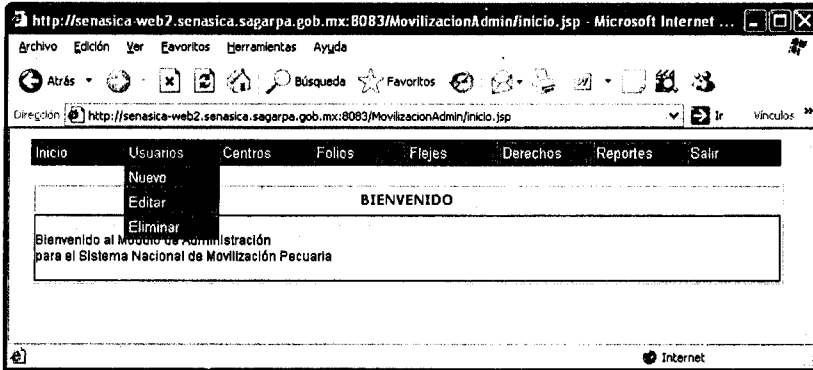 http://senasica-web2.senasica.sagarpa.gob.mx:8083/MovilizacionAdmin/inicio.jsp - Microsoft Internet ...
Archivo Edición Ver Favoritos Herramientas Ayuda
Atrás Búsqueda Favoritos
Dirección http://senasica-web2.senasica.sagarpa.gob.mx:8083/MovilizacionAdmin/inicio.jsp Ir Vínculos »
Inicio Usuarios Centros Folios Flejes Derechos Reportes Salir
Nuevo
Editar
Eliminar
BIENVENIDO
Bienvenido al Módulo de Administración
para el Sistema Nacional de Movilización Pecuaria
Internet